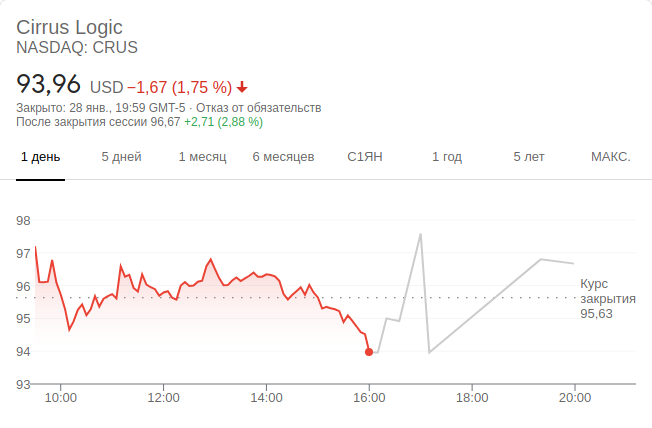 Cirrus Logic
NASDAQ: CRUS
93,96 USD −1,67 (1,75 %)
Закрыто: 28 янв., 19:59 GMT-5 · Отказ от обязательств
После закрытия сессии 96,67 +2,71 (2,88 %)
1 день 5 дней 1 месяц 6 месяцев С1ЯН 1 год 5 лет МАКС.
98
97
96
95
94
93
Курс
закрытия
95,63
10:00 12:00 14:00 16:00 18:00 20:00